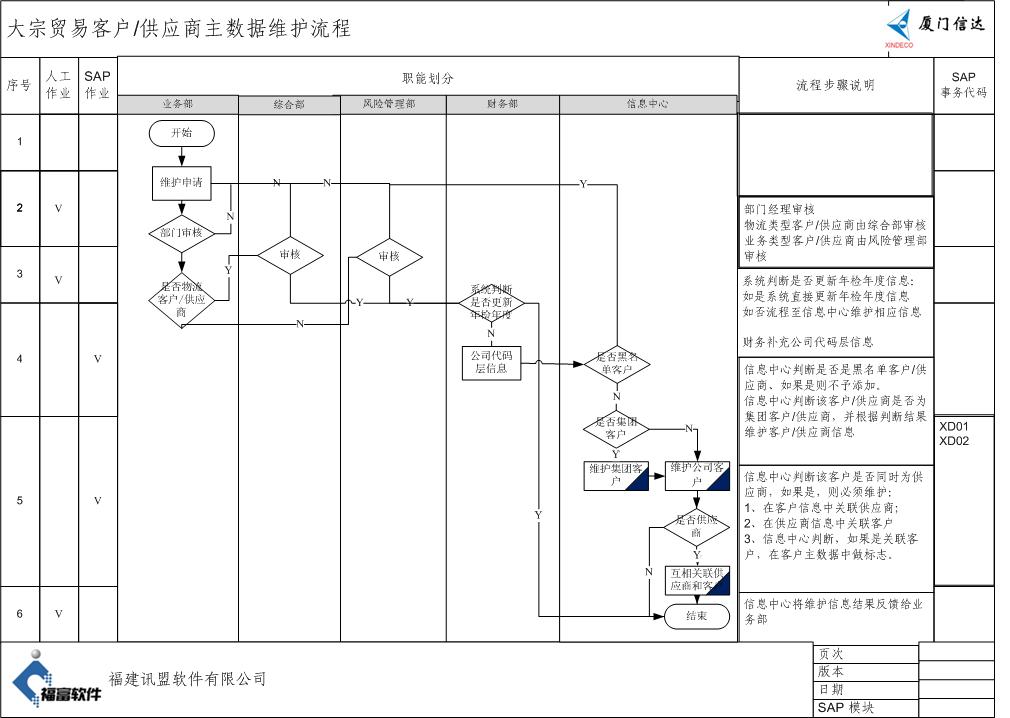 大宗贸易客户/供应商主数据维护流程
厦门信达
XINDECO
序号
人工
作业
SAP
作业
职能划分
流程步骤说明
SAP
事务代码
业务部
综合部
风险管理部
财务部
信息中心
1
开始
2
V
维护申请
N
N
Y
部门审核
N
部门经理审核
物流类型客户/供应商由综合部审核
业务类型客户/供应商由风险管理部
审核
3
V
审核
审核
Y
是否物流
客户/供应
商
系统判断
是否更新
年检年度
Y
Y
N
系统判断是否更新年检年度信息:
如是系统直接更新年检年度信息
如否流程至信息中心维护相应信息
财务补充公司代码层信息
4
V
N
公司代码
层信息
是否黑名
单客户
N
信息中心判断是否是黑名单客户/供
应商、如果是则不予添加。
信息中心判断该客户/供应商是否为
集团客户/供应商，并根据判断结果
维护客户/供应商信息
XD01
XD02
是否集团
客户
N
Y
5
V
维护集团客
户
维护公司客
户
Y
是否供应
商
Y
N
互相关联供
应商和客户
信息中心判断该客户是否同时为供
应商，如果是，则必须维护:
1、在客户信息中关联供应商;
2、在供应商信息中关联客户
3、信息中心判断，如果是关联客
户，在客户主数据中做标志。
6
V
结束
信息中心将维护信息结果反馈给业
务部
福富软件
福建讯盟软件有限公司
页次
版本
日期
SAP 模块